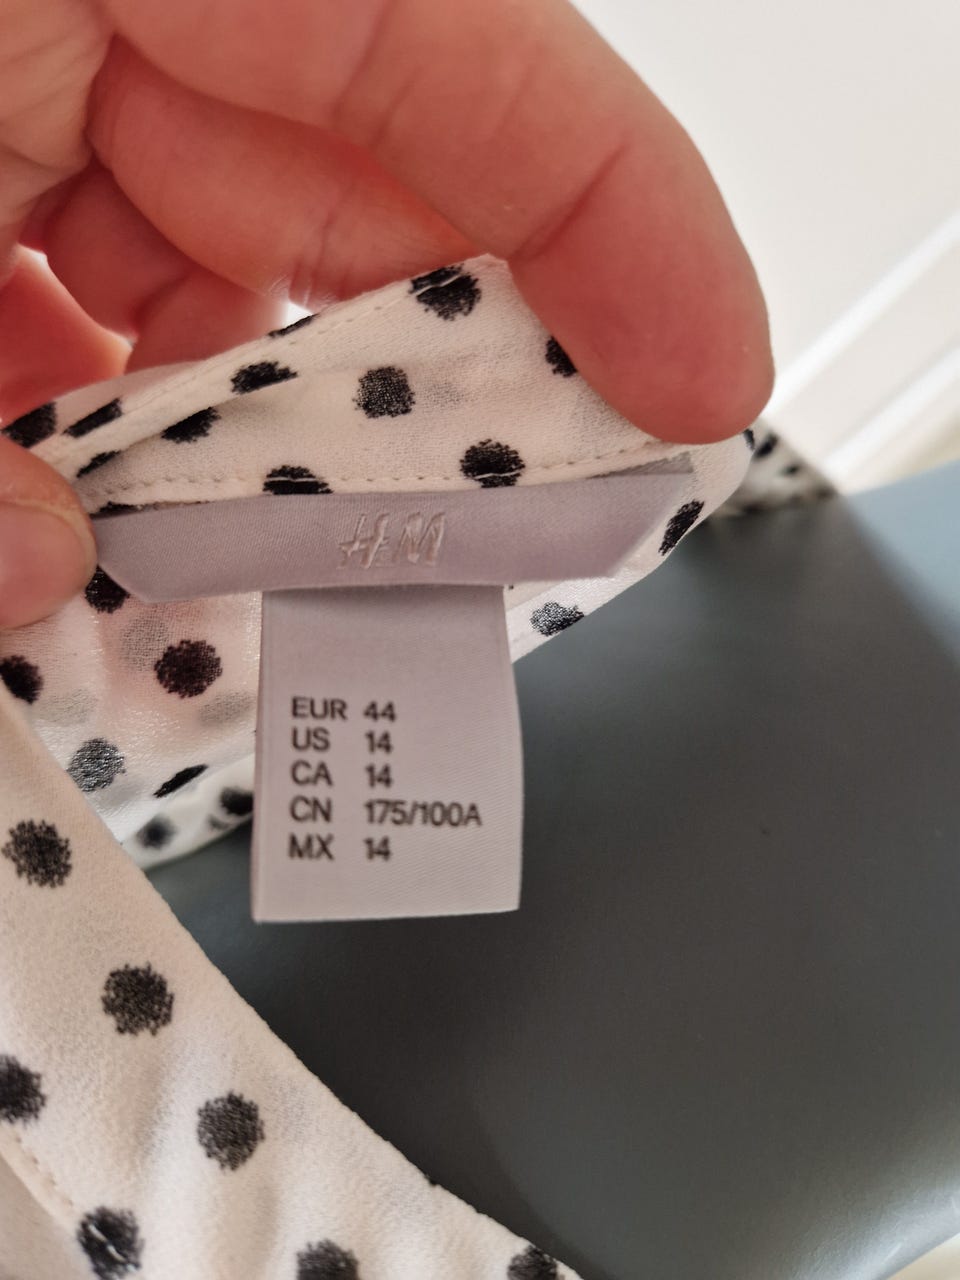 H&M
EUR 44
US 14
CA 14
CN 175/100A
MX 14